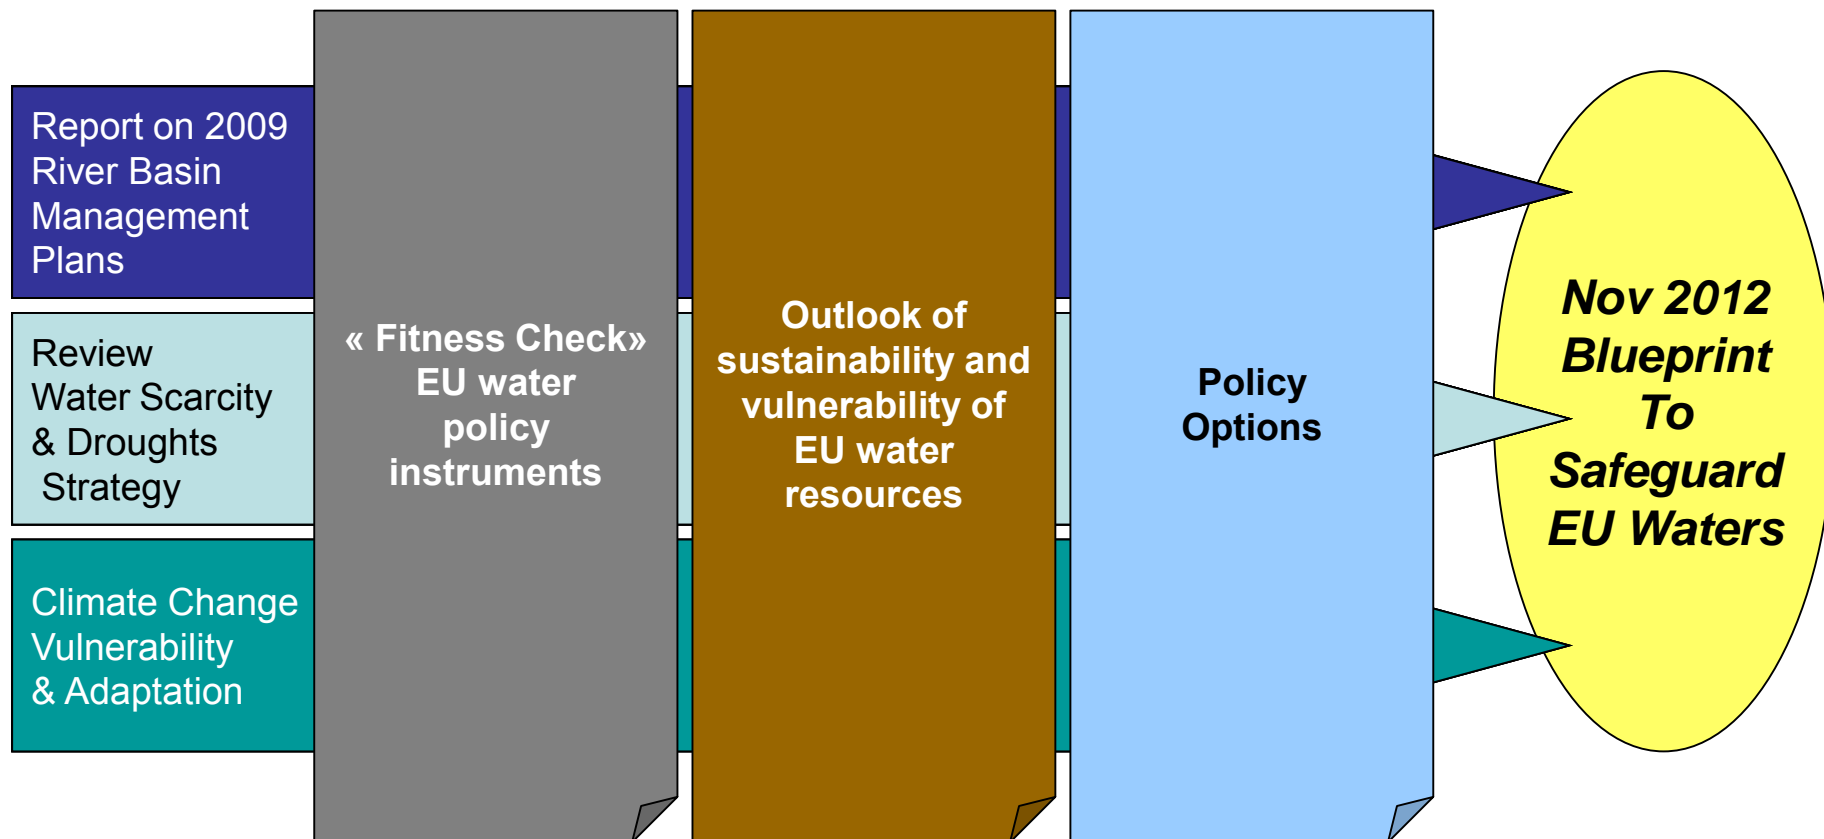 Report on 2009
River Basin
Management
Plans
Review
Water Scarcity
& Droughts
Strategy
Climate Change
Vulnerability
& Adaptation
« Fitness Check»
EU water
policy
instruments
Outlook of
sustainability and
vulnerability of
EU water
resources
Policy
Options
Nov 2012
Blueprint
To
Safeguard
EU Waters